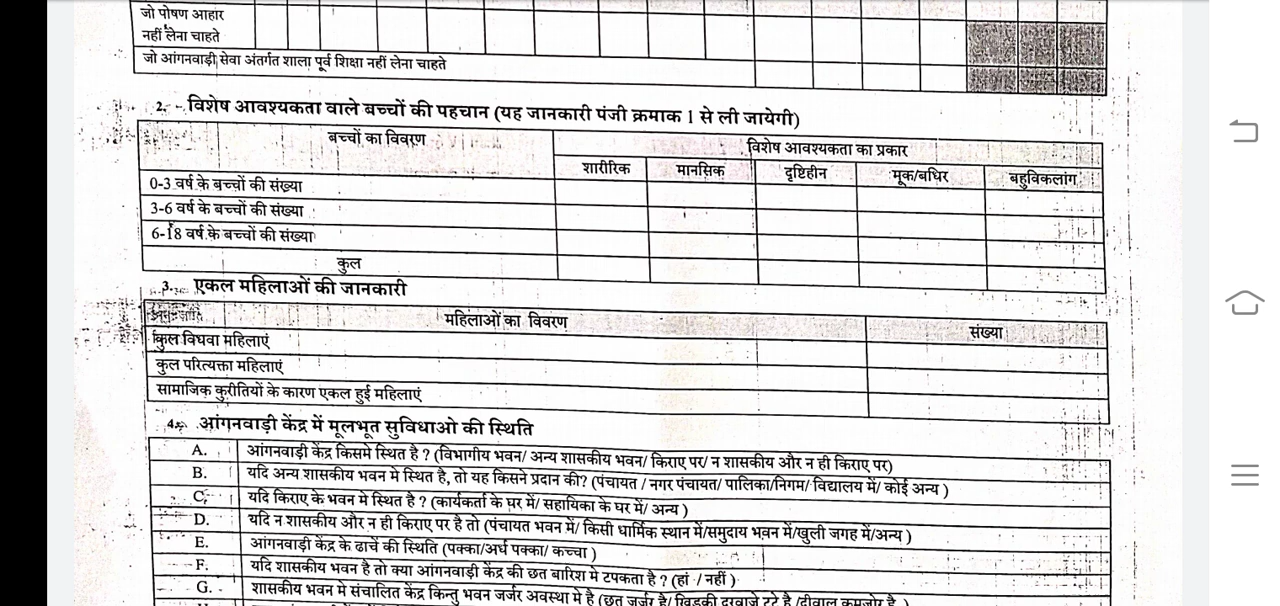 जो पोषण आहार
नहीं लेना चाहते
जो आंगनवाड़ी सेवा अंतर्गत शाला पूर्व शिक्षा नहीं लेना चाहते
2. विशेष आवश्यकता वाले बच्चों की पहचान (यह जानकारी पंजी क्रमाक 1 से ली जायेगी)
बच्चों का विवरण
विशेष आवश्यकता का प्रकार
शारीरिक मानसिक दृष्टिहीन मूक/बधिर बहुविकलांग
0-3 वर्ष के बच्चों की संख्या
3-6 वर्ष के बच्चों की संख्या
6-18 वर्ष के बच्चों की संख्या
कुल
3. एकल महिलाओं की जानकारी
महिलाओं का विवरण संख्या
कुल विधवा महिलाएं
कुल परित्यक्ता महिलाएं
सामाजिक कुरीतियों के कारण एकल हुई महिलाएं
4. आंगनवाडी केंद्र में मूलभूत सुविधाओ की स्थिति
A. आंगनवाड़ी केंद्र किसमे स्थित है ? (विभागीय भवन/ अन्य शासकीय भवन/ किराए पर/ न शासकीय और न ही किराए पर)
B. यदि अन्य शासकीय भवन मे स्थित है, तो यह किसने प्रदान की? (पंचायत / नगर पंचायत/ पालिका/निगम/ विद्यालय में/ कोई अन्य )
C. यदि किराए के भवन मे स्थित है ? (कार्यकर्ता के घर में/ सहायिका के घर में/ अन्य )
D. यदि न शासकीय और न ही किराए पर है तो (पंचायत भवन में/ किसी धार्मिक स्थान में/समुदाय भवन में/खुली जगह में/अन्य )
E. आंगनवाड़ी केंद्र के ढाचें की स्थिति (पक्का/अर्ध पक्का/ कच्चा )
F. यदि शासकीय भवन है तो क्या आंगनवाड़ी केंद्र की छत बारिश मे टपकता है ? (हां / नहीं )
G. शासकीय भवन मे संचालित केंद्र किन्तु भवन जर्जर अवस्था मे है (छत जर्जर है/ खिडकी दरवाजे टूटे है /दीवाल कमजोर है )